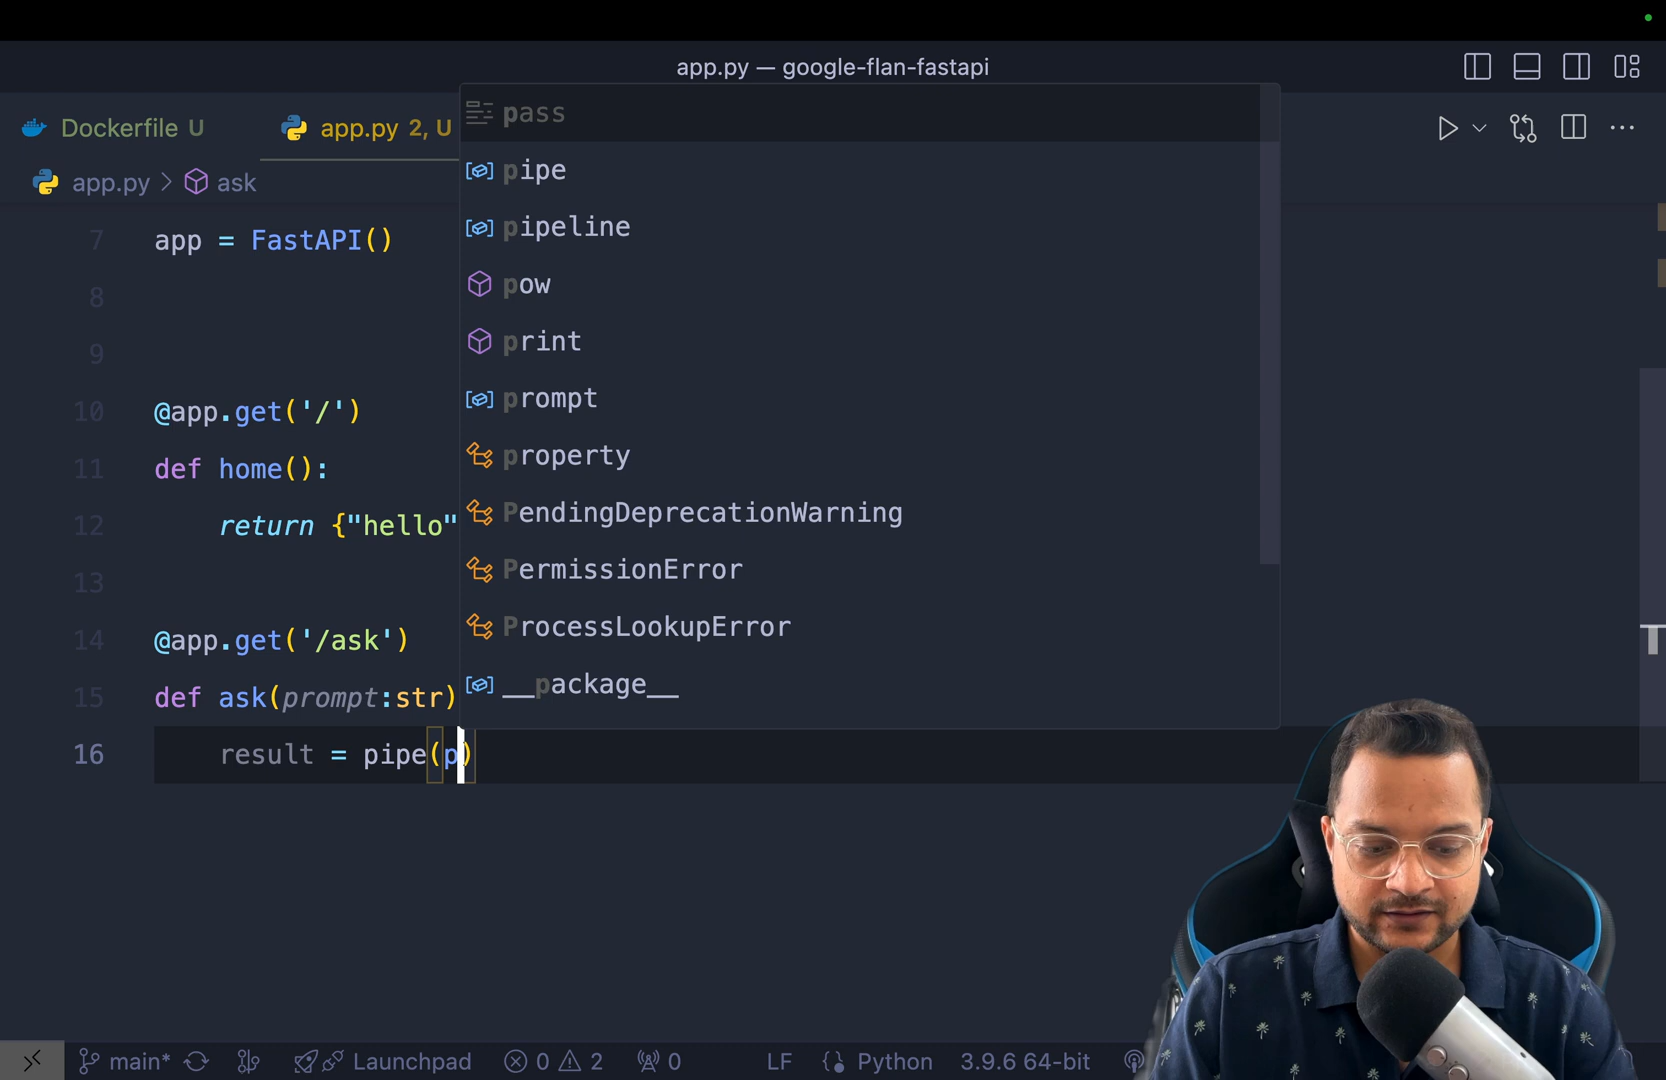 app.py — google-flan-fastapi
Dockerfile U
app.py 2, U
app.py > ask
7 app = FastAPI()
8
9
10 @app.get('/')
11 def home():
12 return {"hello"
13
14 @app.get('/ask')
15 def ask(prompt:str)
16 result = pipe(p)
pass
pipe
pipeline
pow
print
prompt
property
PendingDeprecationWarning
PermissionError
ProcessLookupError
__package__
main* Launchpad 0 2 0 LF Python 3.9.6 64-bit